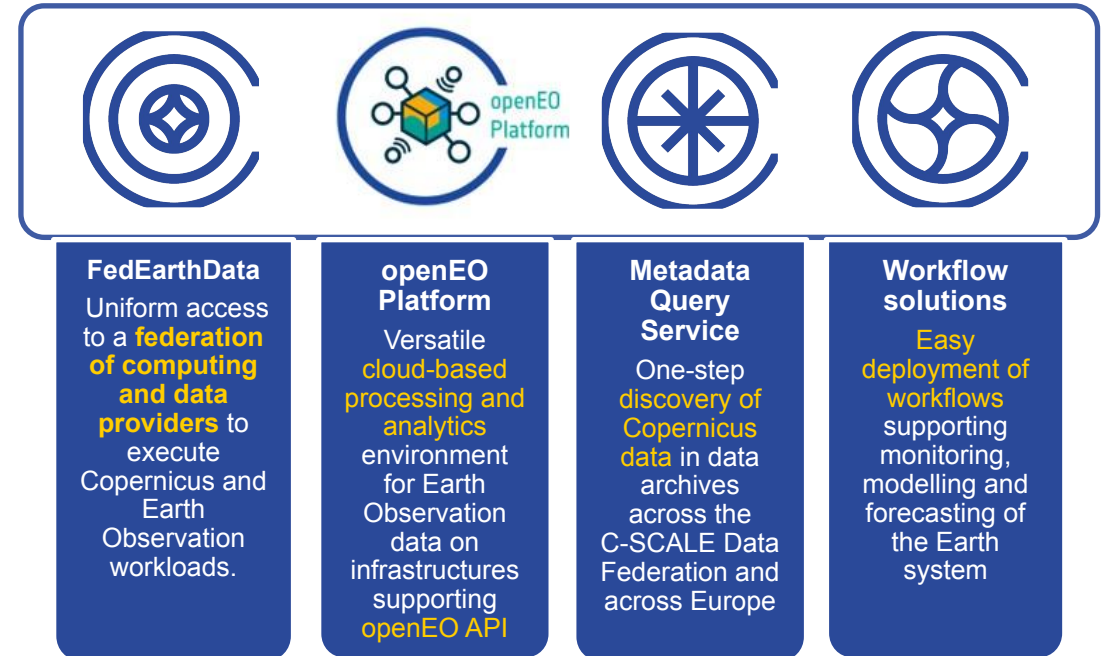 openEO
Platform
FedEarthData
Uniform access
to a federation
of computing
and data
providers to
execute
Copernicus and
Earth
Observation
workloads.
openEO
Platform
Versatile
cloud-based
processing and
analytics
environment
for Earth
Observation
data on
infrastructures
supporting
openEO API
Metadata
Query
Service
One-step
discovery of
Copernicus
data in data
archives
across the
C-SCALE Data
Federation and
across Europe
Workflow
solutions
Easy
deployment of
workflows
supporting
monitoring,
modelling and
forecasting of
the Earth
system